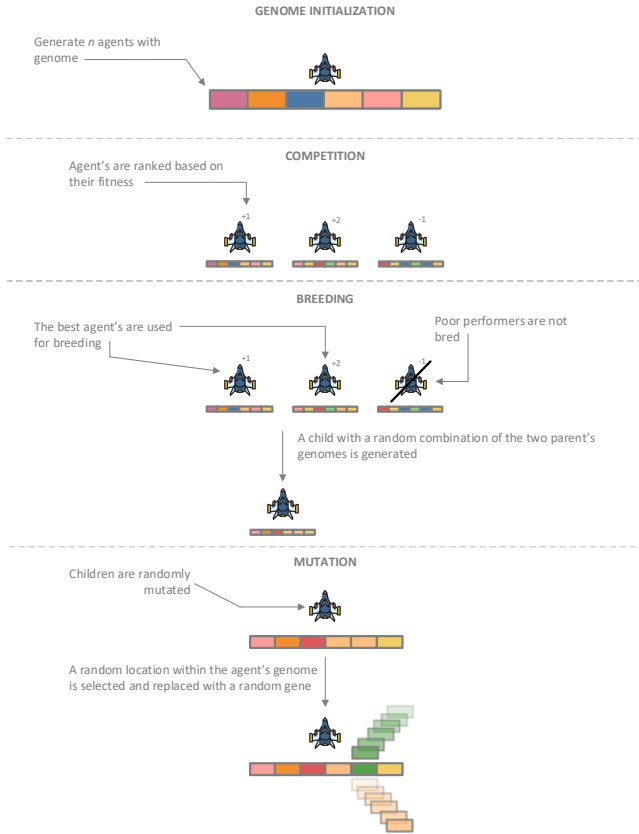 GENOME INITIALIZATION
Generate n agents with
genome
COMPETITION
Agent's are ranked based on
their fitness
+1
+2
-1
BREEDING
The best agent's are used
for breeding
Poor performers are not
bred
+1
+2
-1
A child with a random combination of the two parent's
genomes is generated
MUTATION
Children are randomly
mutated
A random location within the agent's genome
is selected and replaced with a random gene